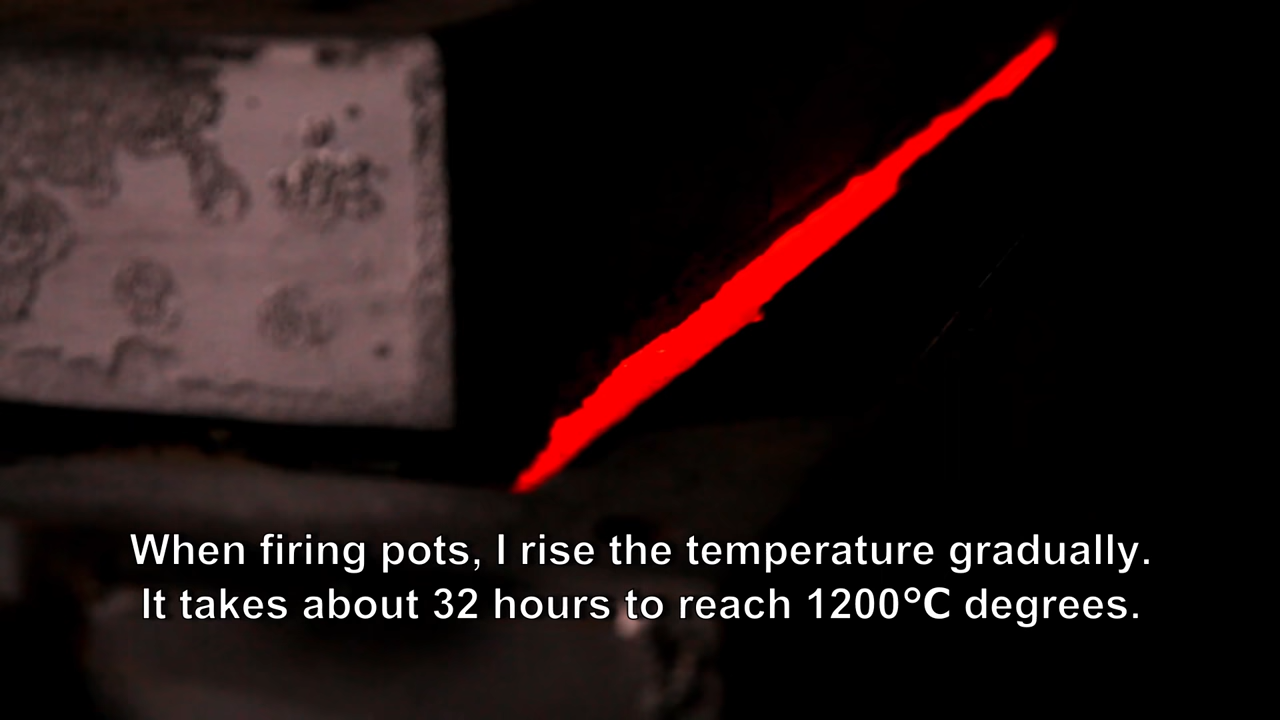 When firing pots, I rise the temperature gradually.
It takes about 32 hours to reach 1200℃ degrees.